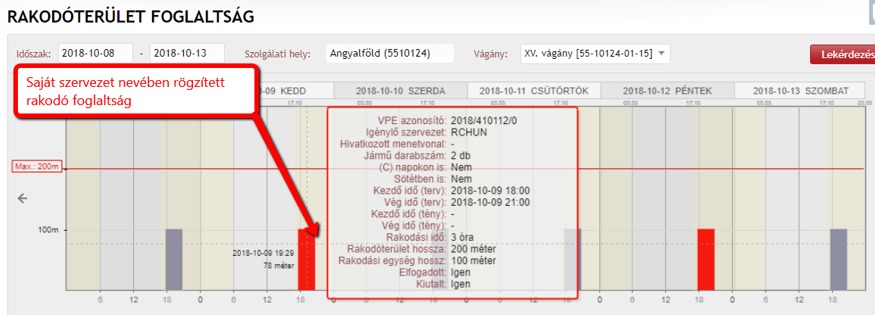 RAKODÓTERÜLET FOGLALTSÁG
Időszak: 2018-10-08 - 2018-10-13 Szolgálati hely: Angyalföld (5510124) Vágány: XV. vágány [55-10124-01-15] Lekérdezés
Saját szervezet nevében rögzített
rakodó foglaltság
-09 KEDD 2018-10-10 SZERDA 2018-10-11 CSÜTÖRTÖK 2018-10-12 PÉNTEK 2018-10-13 SZOMBAT
17:10 05:55 17:10 05:55 17:10 05:55 17:10 05:55 17:10 05:55
VPE azonosító: 2018/410112/0
Igénylő szervezet: RCHUN
Hivatkozott menetvonal: -
Jármű darabszám: 2 db
(C) napokon is: Nem
Sötétben is: Nem
Kezdő idő (terv): 2018-10-09 18:00
Vég idő (terv): 2018-10-09 21:00
Kezdő idő (tény): -
Vég idő (tény): -
Rakodási idő: 3 óra
Rakodóterület hossza: 200 méter
Rakodási egység hossz: 100 méter
Elfogadott: Igen
Kiutalt: Igen
Max.: 200m
100m
2018-10-09 19:29
78 méter
6 12 18 0 6 12 18 0 6 12 18 0 6 12 18 0 6 12 18